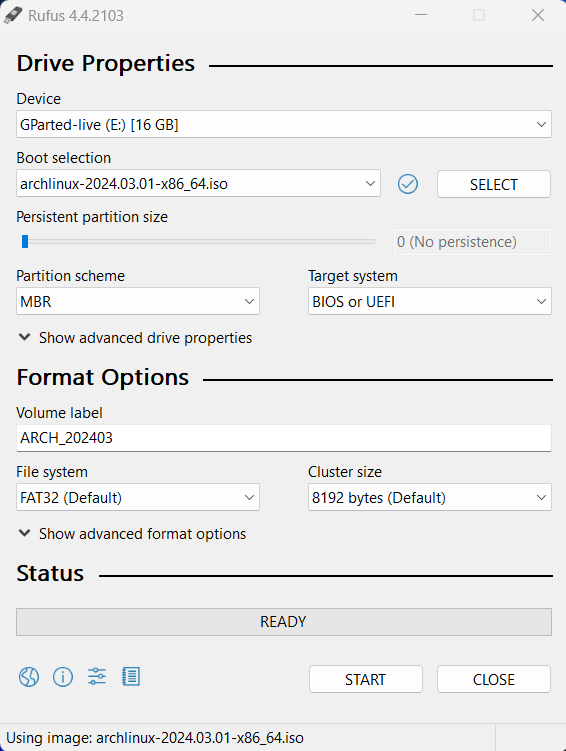 Rufus 4.4.2103
Drive Properties
Device
GParted-live (E:) [16 GB]
Boot selection
archlinux-2024.03.01-x86_64.iso
SELECT
Persistent partition size
0 (No persistence)
Partition scheme
Target system
MBR
BIOS or UEFI
Show advanced drive properties
Format Options
Volume label
ARCH_202403
File system
Cluster size
FAT32 (Default)
8192 bytes (Default)
Show advanced format options
Status
READY
START
CLOSE
Using image: archlinux-2024.03.01-x86_64.iso